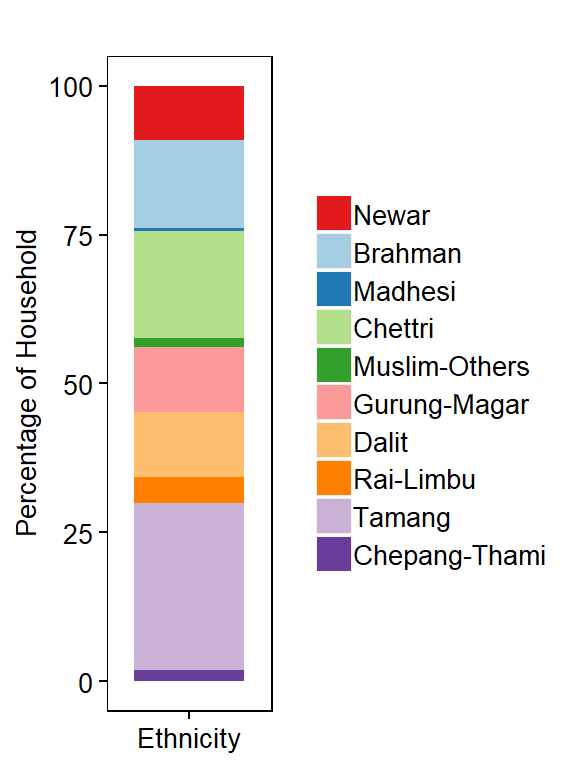 100
75
50
25
0
Percentage of Household
Ethnicity
Newar
Brahman
Madhesi
Chettri
Muslim-Others
Gurung-Magar
Dalit
Rai-Limbu
Tamang
Chepang-Thami